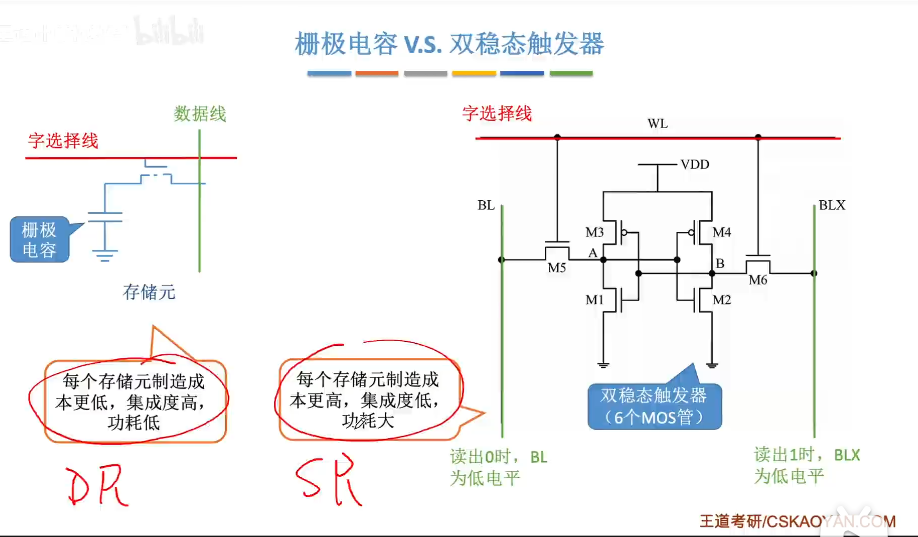 bilibili
栅极电容 V.S. 双稳态触发器
数据线
字选择线
栅极
电容
存储元
每个存储元制造成
本更低，集成度高，
功耗低
DR
字选择线
WL
VDD
BL
BLX
M3
M4
A
B
M5
M6
M1
M2
每个存储元制造成
本更高，集成度低，
功耗大
SR
双稳态触发器
（6个MOS管）
读出0时，BL
为低电平
读出1时，BLX
为低电平
王道考研/CSKAOYAN.COM